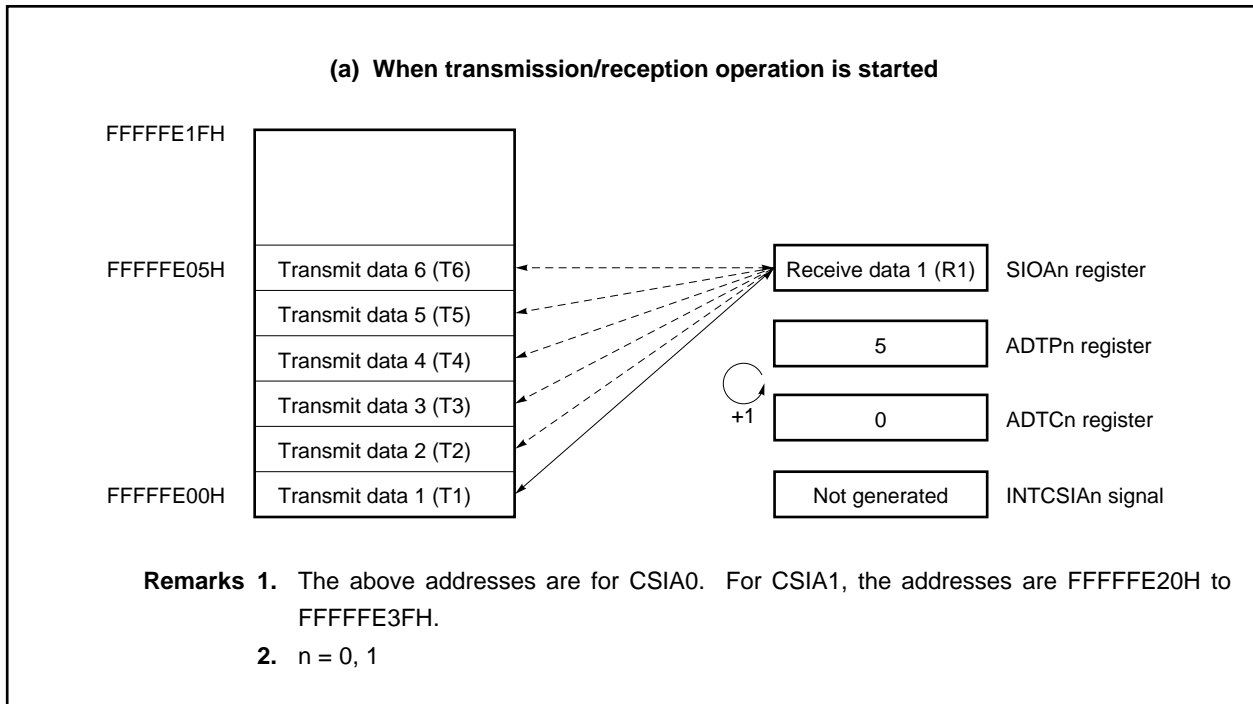 (a) When transmission/reception operation is started
FFFFFE1FH
FFFFFE05H Transmit data 6 (T6) Receive data 1 (R1) SIOAn register
Transmit data 5 (T5)
5 ADTPn register
Transmit data 4 (T4)
Transmit data 3 (T3)
+1 0 ADTCn register
Transmit data 2 (T2)
FFFFFE00H Transmit data 1 (T1) Not generated INTCSIAn signal
Remarks 1. The above addresses are for CSIA0. For CSIA1, the addresses are FFFFFE20H to
FFFFFE3FH.
2. n = 0, 1